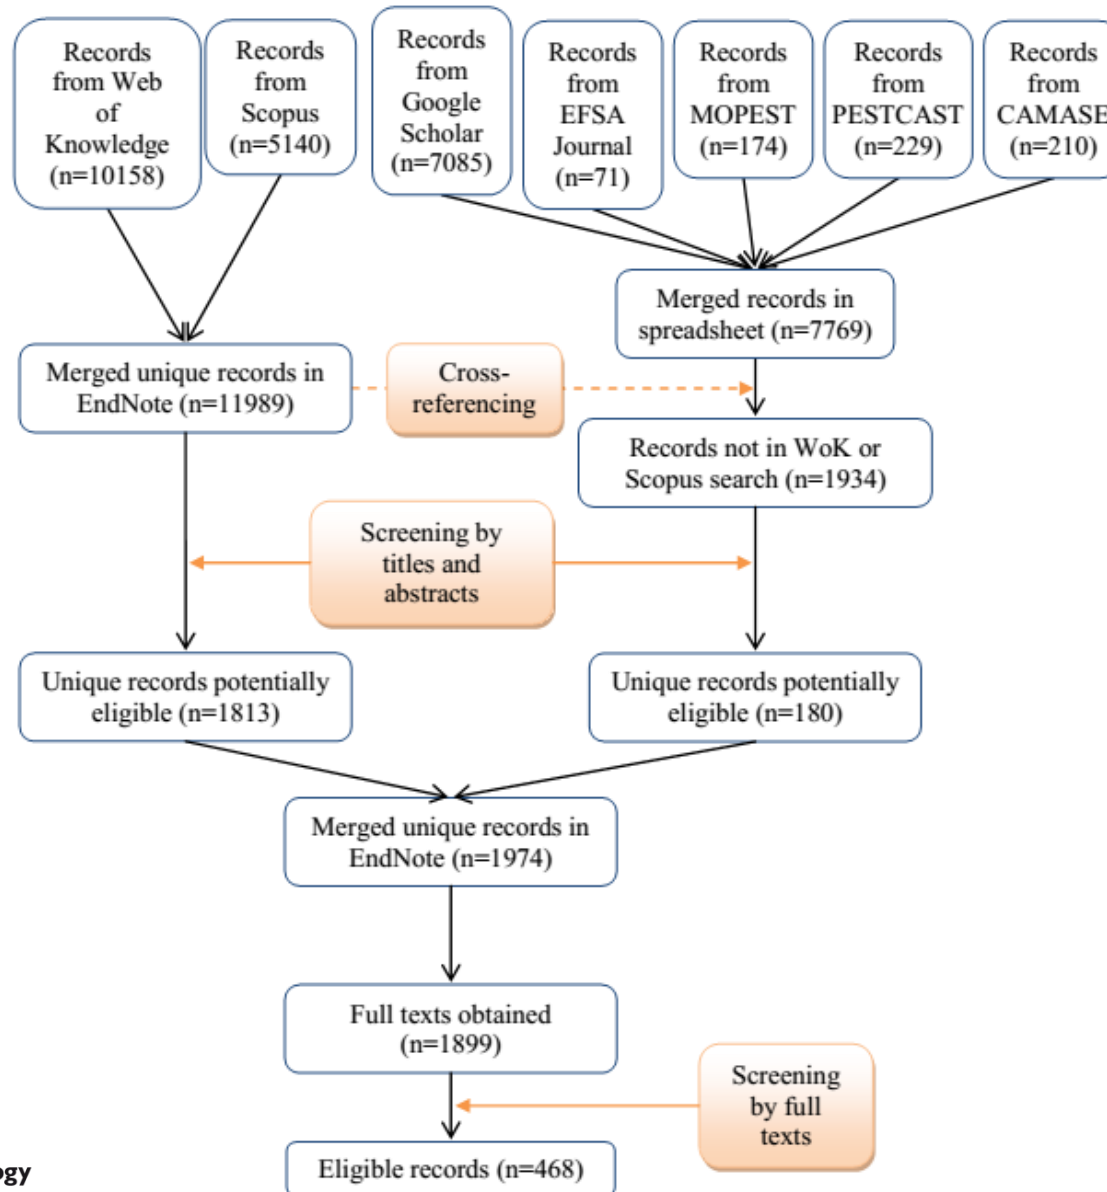 Records
from Web
of
Knowledge
(n=10158)
Records
from
Scopus
(n=5140)
Records
from
Google
Scholar
(n=7085)
Records
from
EFSA
Journal
(n=71)
Records
from
MOPEST
(n=174)
Records
from
PESTCAST
(n=229)
Records
from
CAMASE
(n=210)
Merged records in
spreadsheet (n=7769)
Merged unique records in
EndNote (n=11989)
Cross-
referencing
Records not in WoK or
Scopus search (n=1934)
Screening by
titles and
abstracts
Unique records potentially
eligible (n=1813)
Unique records potentially
eligible (n=180)
Merged unique records in
EndNote (n=1974)
Full texts obtained
(n=1899)
Screening
by full
texts
Eligible records (n=468)